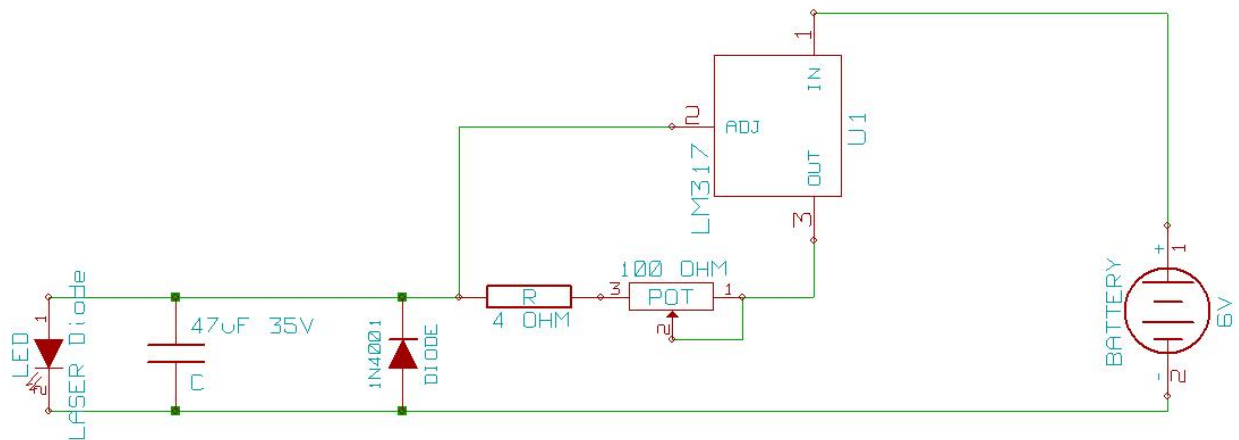 1
IN
2
ADJ
U1
LM317
OUT
3
100 OHM
3
POT
1
2
R
4 OHM
+
1
BATTERY
6V
-
2
1
LED
LASER Diode
2
47uF 35V
C
1N4001
DIODE